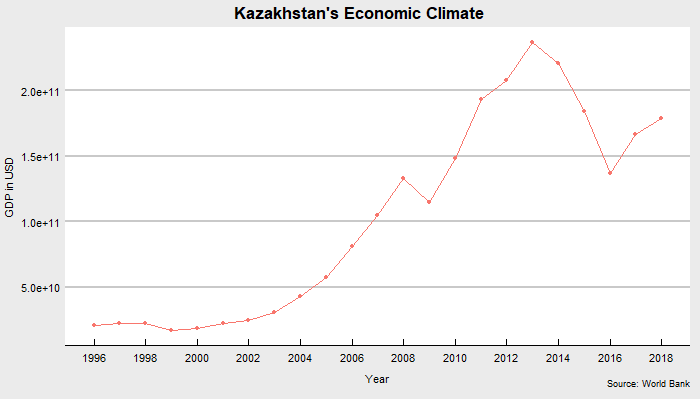 Kazakhstan's Economic Climate
GDP in USD
2.0e+11
1.5e+11
1.0e+11
5.0e+10
1996 1998 2000 2002 2004 2006 2008 2010 2012 2014 2016 2018
Year
Source: World Bank